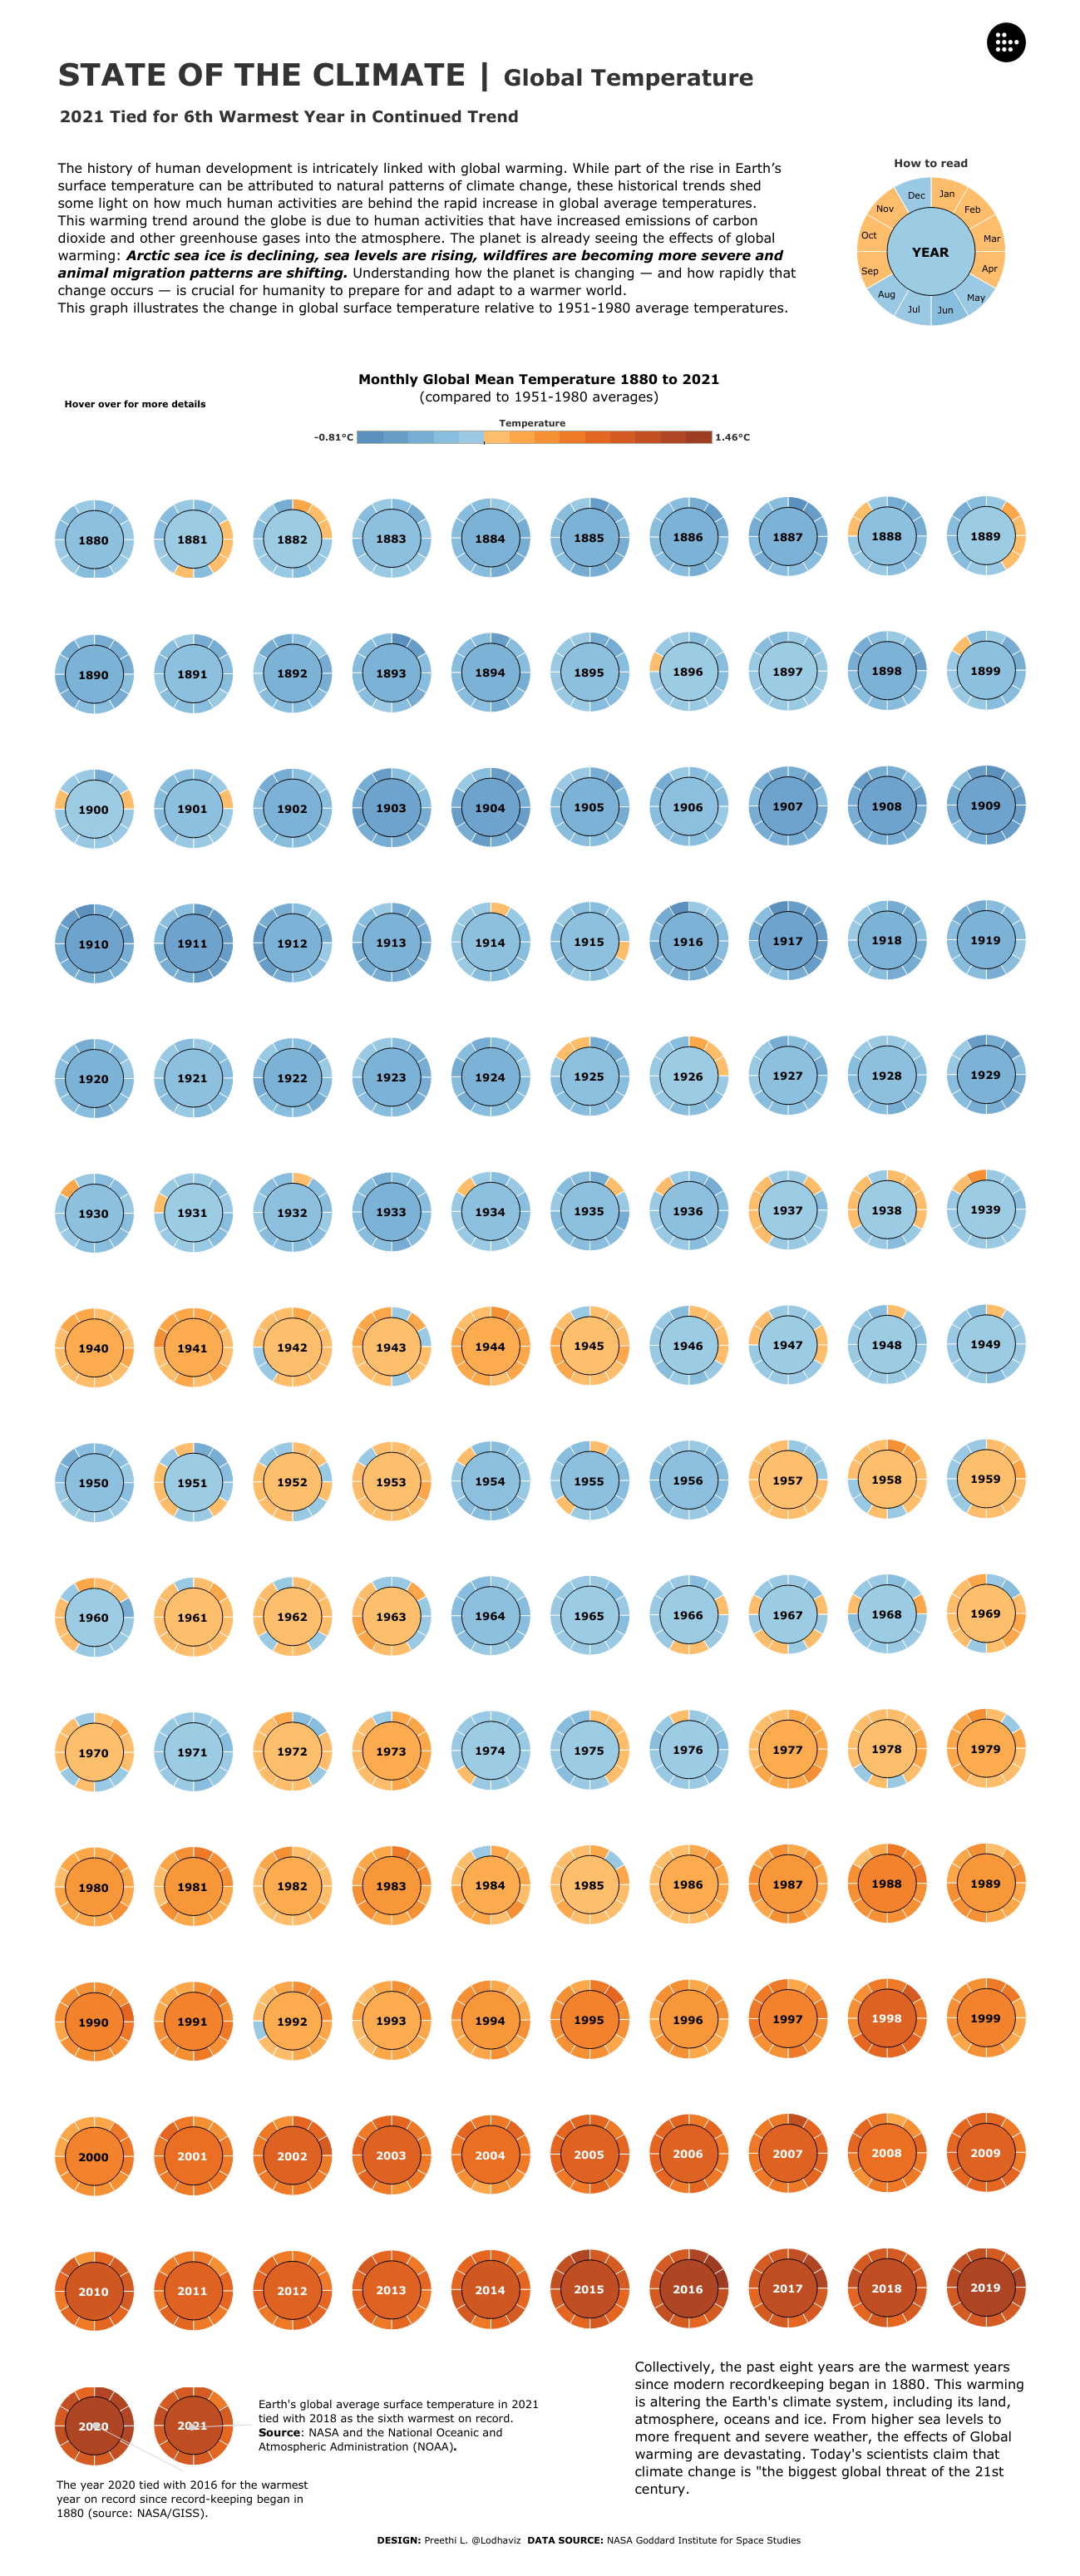 STATE OF THE CLIMATE | Global Temperature
2021 Tied for 6th Warmest Year in Continued Trend
The history of human development is intricately linked with global warming. While part of the rise in Earth's
surface temperature can be attributed to natural patterns of climate change, these historical trends shed
some light on how much human activities are behind the rapid increase in global average temperatures.
This warming trend around the globe is due to human activities that have increased emissions of carbon
dioxide and other greenhouse gases into the atmosphere. The planet is already seeing the effects of global
warming: Arctic sea ice is declining, sea levels are rising, wildfires are becoming more severe and
animal migration patterns are shifting. Understanding how the planet is changing — and how rapidly that
change occurs — is crucial for humanity to prepare for and adapt to a warmer world.
This graph illustrates the change in global surface temperature relative to 1951-1980 average temperatures.
How to read
Dec Jan
Nov Feb
Oct Mar
YEAR
Sep Apr
Aug May
Jul Jun
Monthly Global Mean Temperature 1880 to 2021
(compared to 1951-1980 averages)
Hover over for more details
Temperature
-0.81°C 1.46°C
1880 1881 1882 1883 1884 1885 1886 1887 1888 1889
1890 1891 1892 1893 1894 1895 1896 1897 1898 1899
1900 1901 1902 1903 1904 1905 1906 1907 1908 1909
1910 1911 1912 1913 1914 1915 1916 1917 1918 1919
1920 1921 1922 1923 1924 1925 1926 1927 1928 1929
1930 1931 1932 1933 1934 1935 1936 1937 1938 1939
1940 1941 1942 1943 1944 1945 1946 1947 1948 1949
1950 1951 1952 1953 1954 1955 1956 1957 1958 1959
1960 1961 1962 1963 1964 1965 1966 1967 1968 1969
1970 1971 1972 1973 1974 1975 1976 1977 1978 1979
1980 1981 1982 1983 1984 1985 1986 1987 1988 1989
1990 1991 1992 1993 1994 1995 1996 1997 1998 1999
2000 2001 2002 2003 2004 2005 2006 2007 2008 2009
2010 2011 2012 2013 2014 2015 2016 2017 2018 2019
2020 2021
Earth's global average surface temperature in 2021
tied with 2018 as the sixth warmest on record.
Source: NASA and the National Oceanic and
Atmospheric Administration (NOAA).
The year 2020 tied with 2016 for the warmest
year on record since record-keeping began in
1880 (source: NASA/GISS).
Collectively, the past eight years are the warmest years
since modern recordkeeping began in 1880. This warming
is altering the Earth's climate system, including its land,
atmosphere, oceans and ice. From higher sea levels to
more frequent and severe weather, the effects of Global
warming are devastating. Today's scientists claim that
climate change is "the biggest global threat of the 21st
century.
DESIGN: Preethi L. @Lodhaviz DATA SOURCE: NASA Goddard Institute for Space Studies